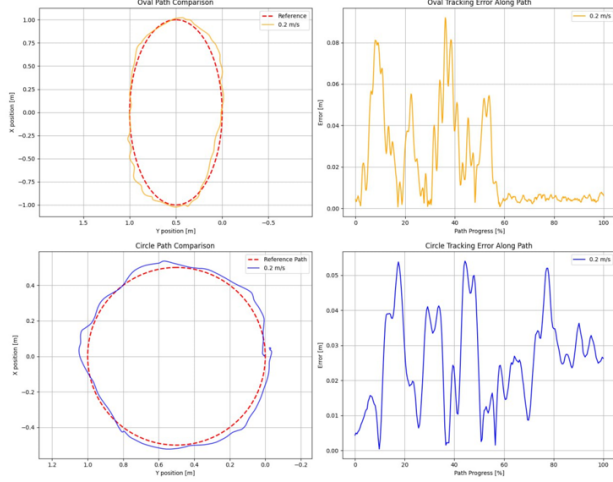 Oval Path Comparison
Reference
0.2 m/s
X position [m]
1.00
0.75
0.50
0.25
0.00
-0.25
-0.50
-0.75
-1.00
1.5
1.0
0.5
0.0
-0.5
Y position [m]
Oval Tracking Error Along Path
0.2 m/s
Error [m]
0.08
0.06
0.04
0.02
0.00
0
20
40
60
80
100
Path Progress [%]
Circle Path Comparison
Reference Path
0.2 m/s
X position [m]
0.4
0.2
0.0
-0.2
-0.4
1.2
1.0
0.8
0.6
0.4
0.2
0.0
-0.2
Y position [m]
Circle Tracking Error Along Path
0.2 m/s
Error [m]
0.05
0.04
0.03
0.02
0.01
0.00
0
20
40
60
80
100
Path Progress [%]